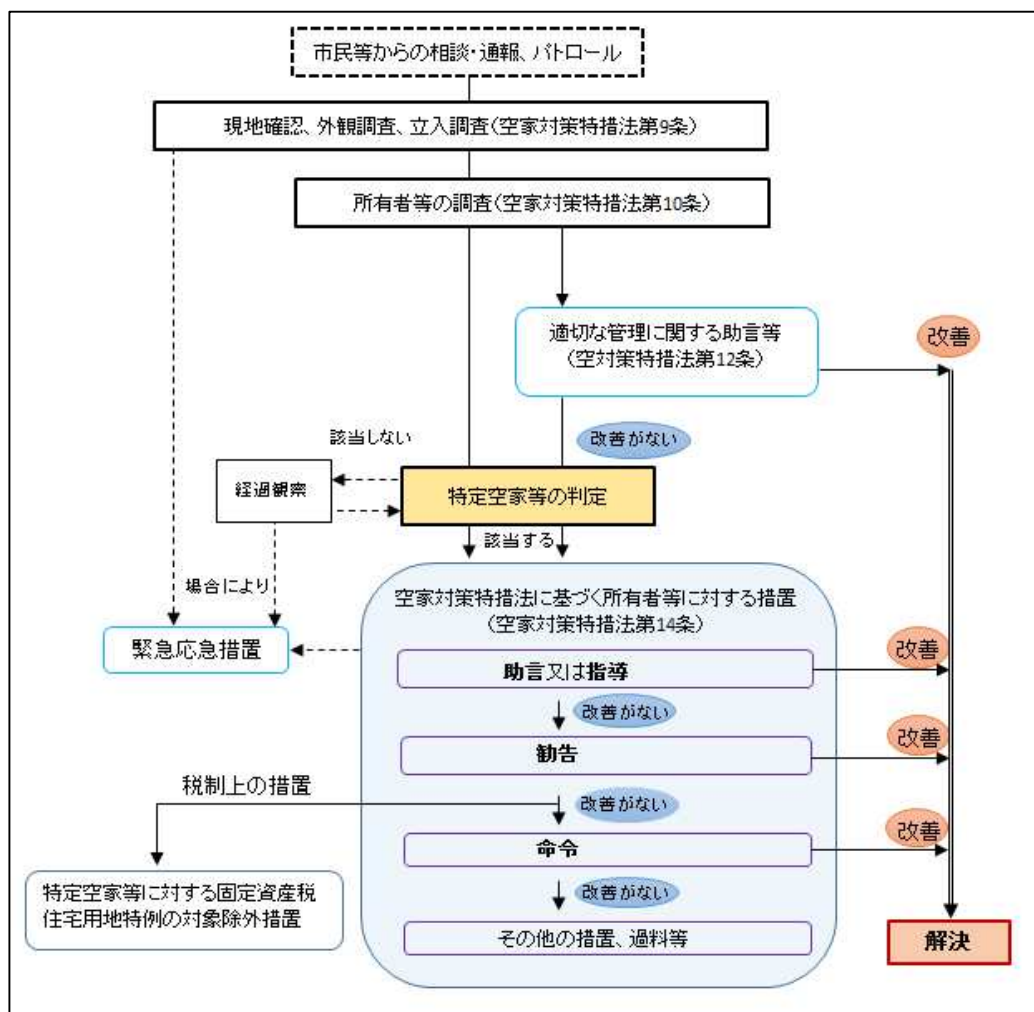 市民等からの相談・通報、パトロール
現地確認、外観調査、立入調査(空家対策特措法第9条)
所有者等の調査(空家対策特措法第10条)
適切な管理に関する助言等
(空対策特措法第12条)
改善
該当しない
改善がない
経過観察
特定空家等の判定
該当する
場合により
空家対策特措法に基づく所有者等に対する措置
(空家対策特措法第14条)
緊急応急措置
助言又は指導
改善
改善がない
勧告
改善
税制上の措置
改善がない
命令
改善
特定空家等に対する固定資産税
住宅用地特例の対象除外措置
改善がない
その他の措置、過料等
解決